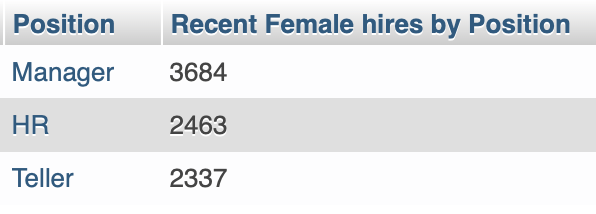 Position Recent Female hires by Position
Manager 3684
HR 2463
Teller 2337